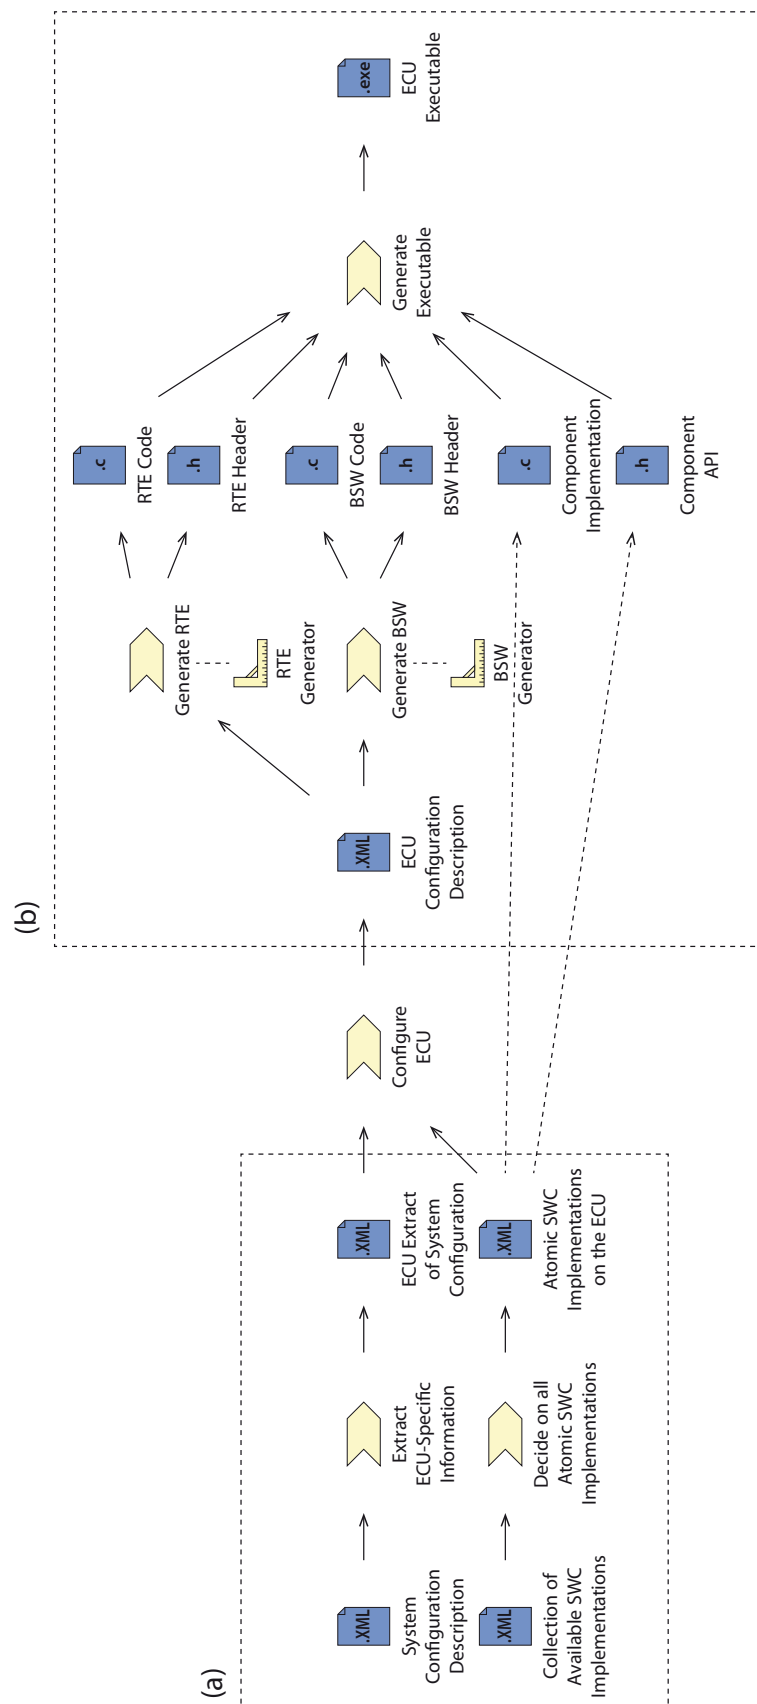 (a)
.XML
System
Configuration
Description
.XML
Collection of
Available SWC
Implementations
Extract
ECU-Specific
Information
Decide on all
Atomic SWC
Implementations
.XML
ECU Extract
of System
Configuration
.XML
Atomic SWC
Implementations
on the ECU
Configure
ECU
(b)
.XML
ECU
Configuration
Description
Generate RTE
RTE
Generator
Generate BSW
BSW
Generator
.c
RTE Code
.h
RTE Header
.c
BSW Code
.h
BSW Header
.c
Component
Implementation
.h
Component
API
Generate
Executable
.exe
ECU
Executable